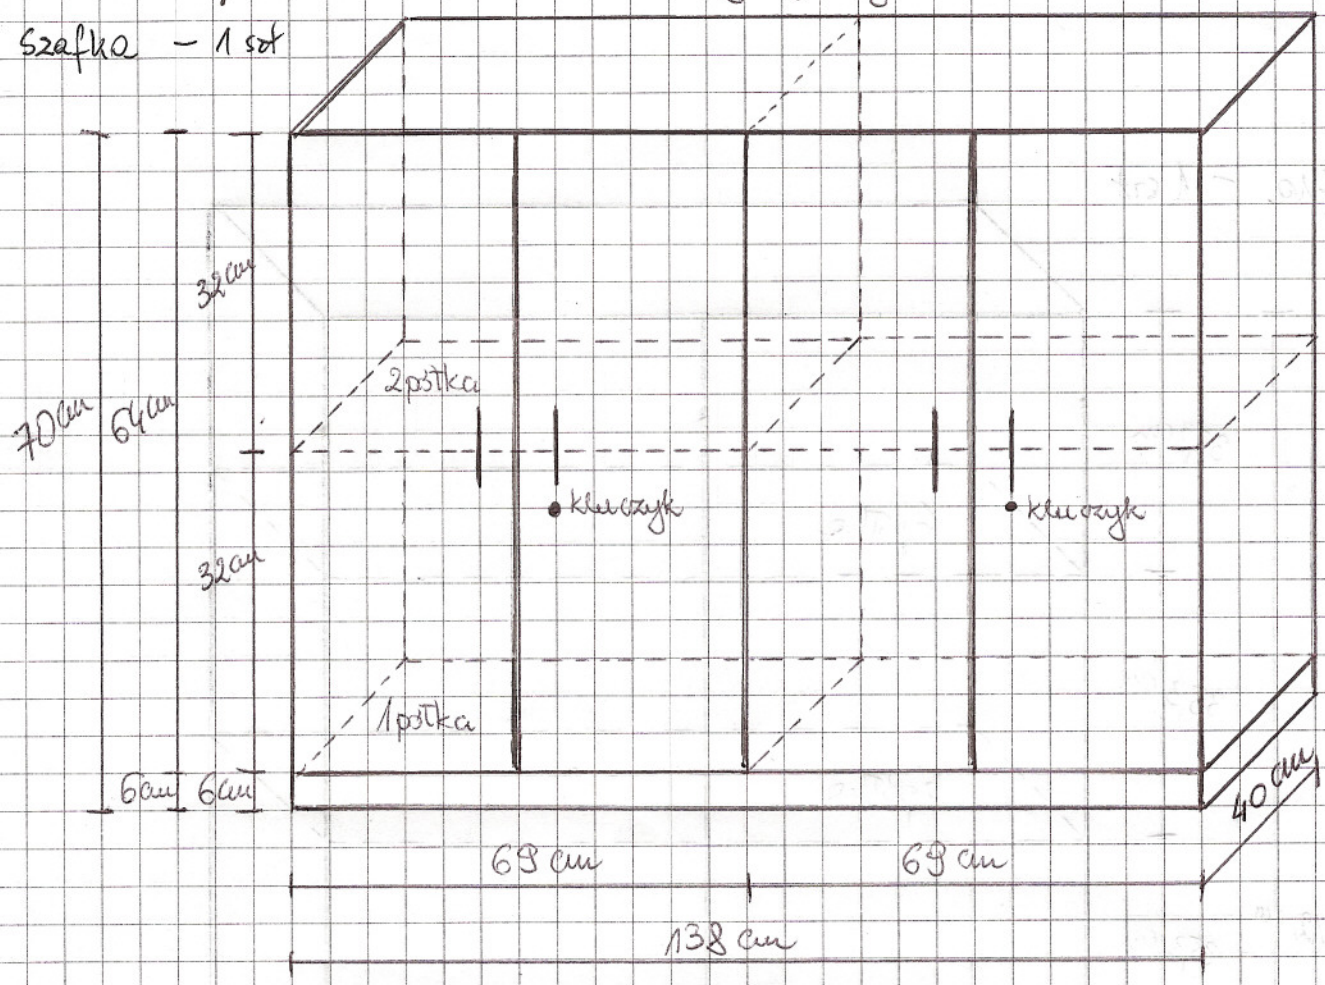 Szafka - 1 szt
32cm
2półka
70cm
64cm
kluczyk
kluczyk
32cm
1półka
6cm
6cm
40cm
69 cm
69 cm
138 cm